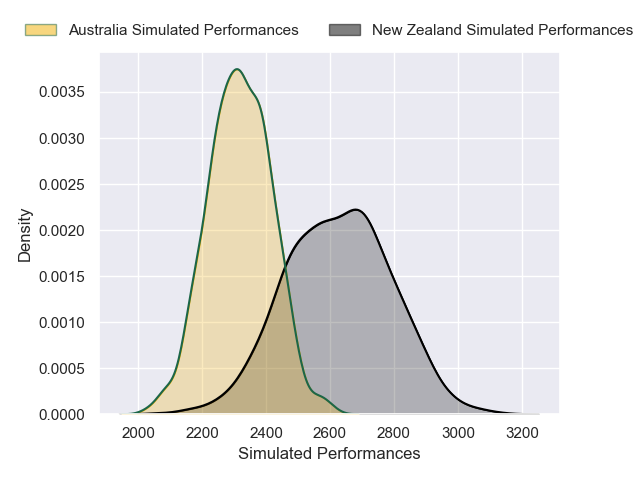 Australia Simulated Performances
New Zealand Simulated Performances
0.0035
0.0030
0.0025
0.0020
0.0015
0.0010
0.0005
0.0000
Density
2000 2200 2400 2600 2800 3000 3200
Simulated Performances